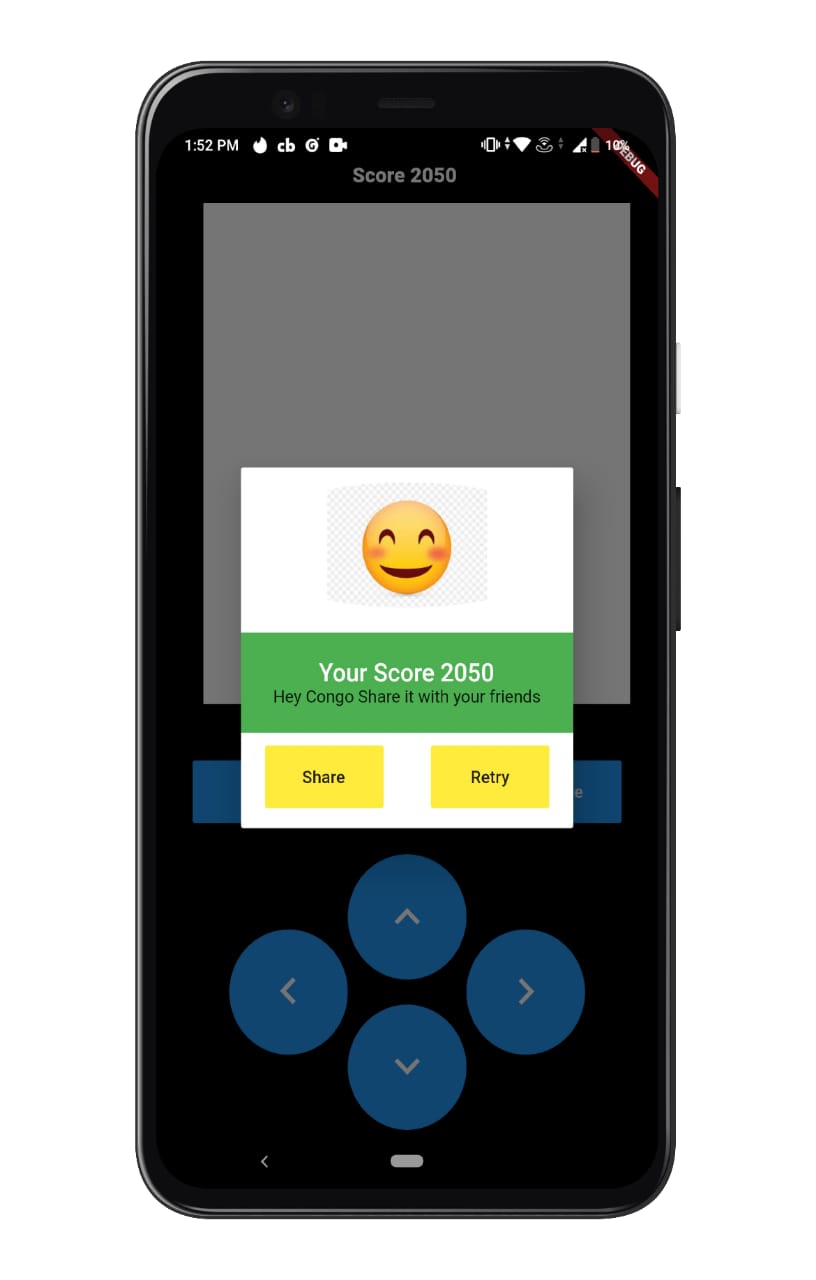 1:52 PM cb G 10%
DEBUG
Score 2050
Your Score 2050
Hey Congo Share it with your friends
Share
Retry
e